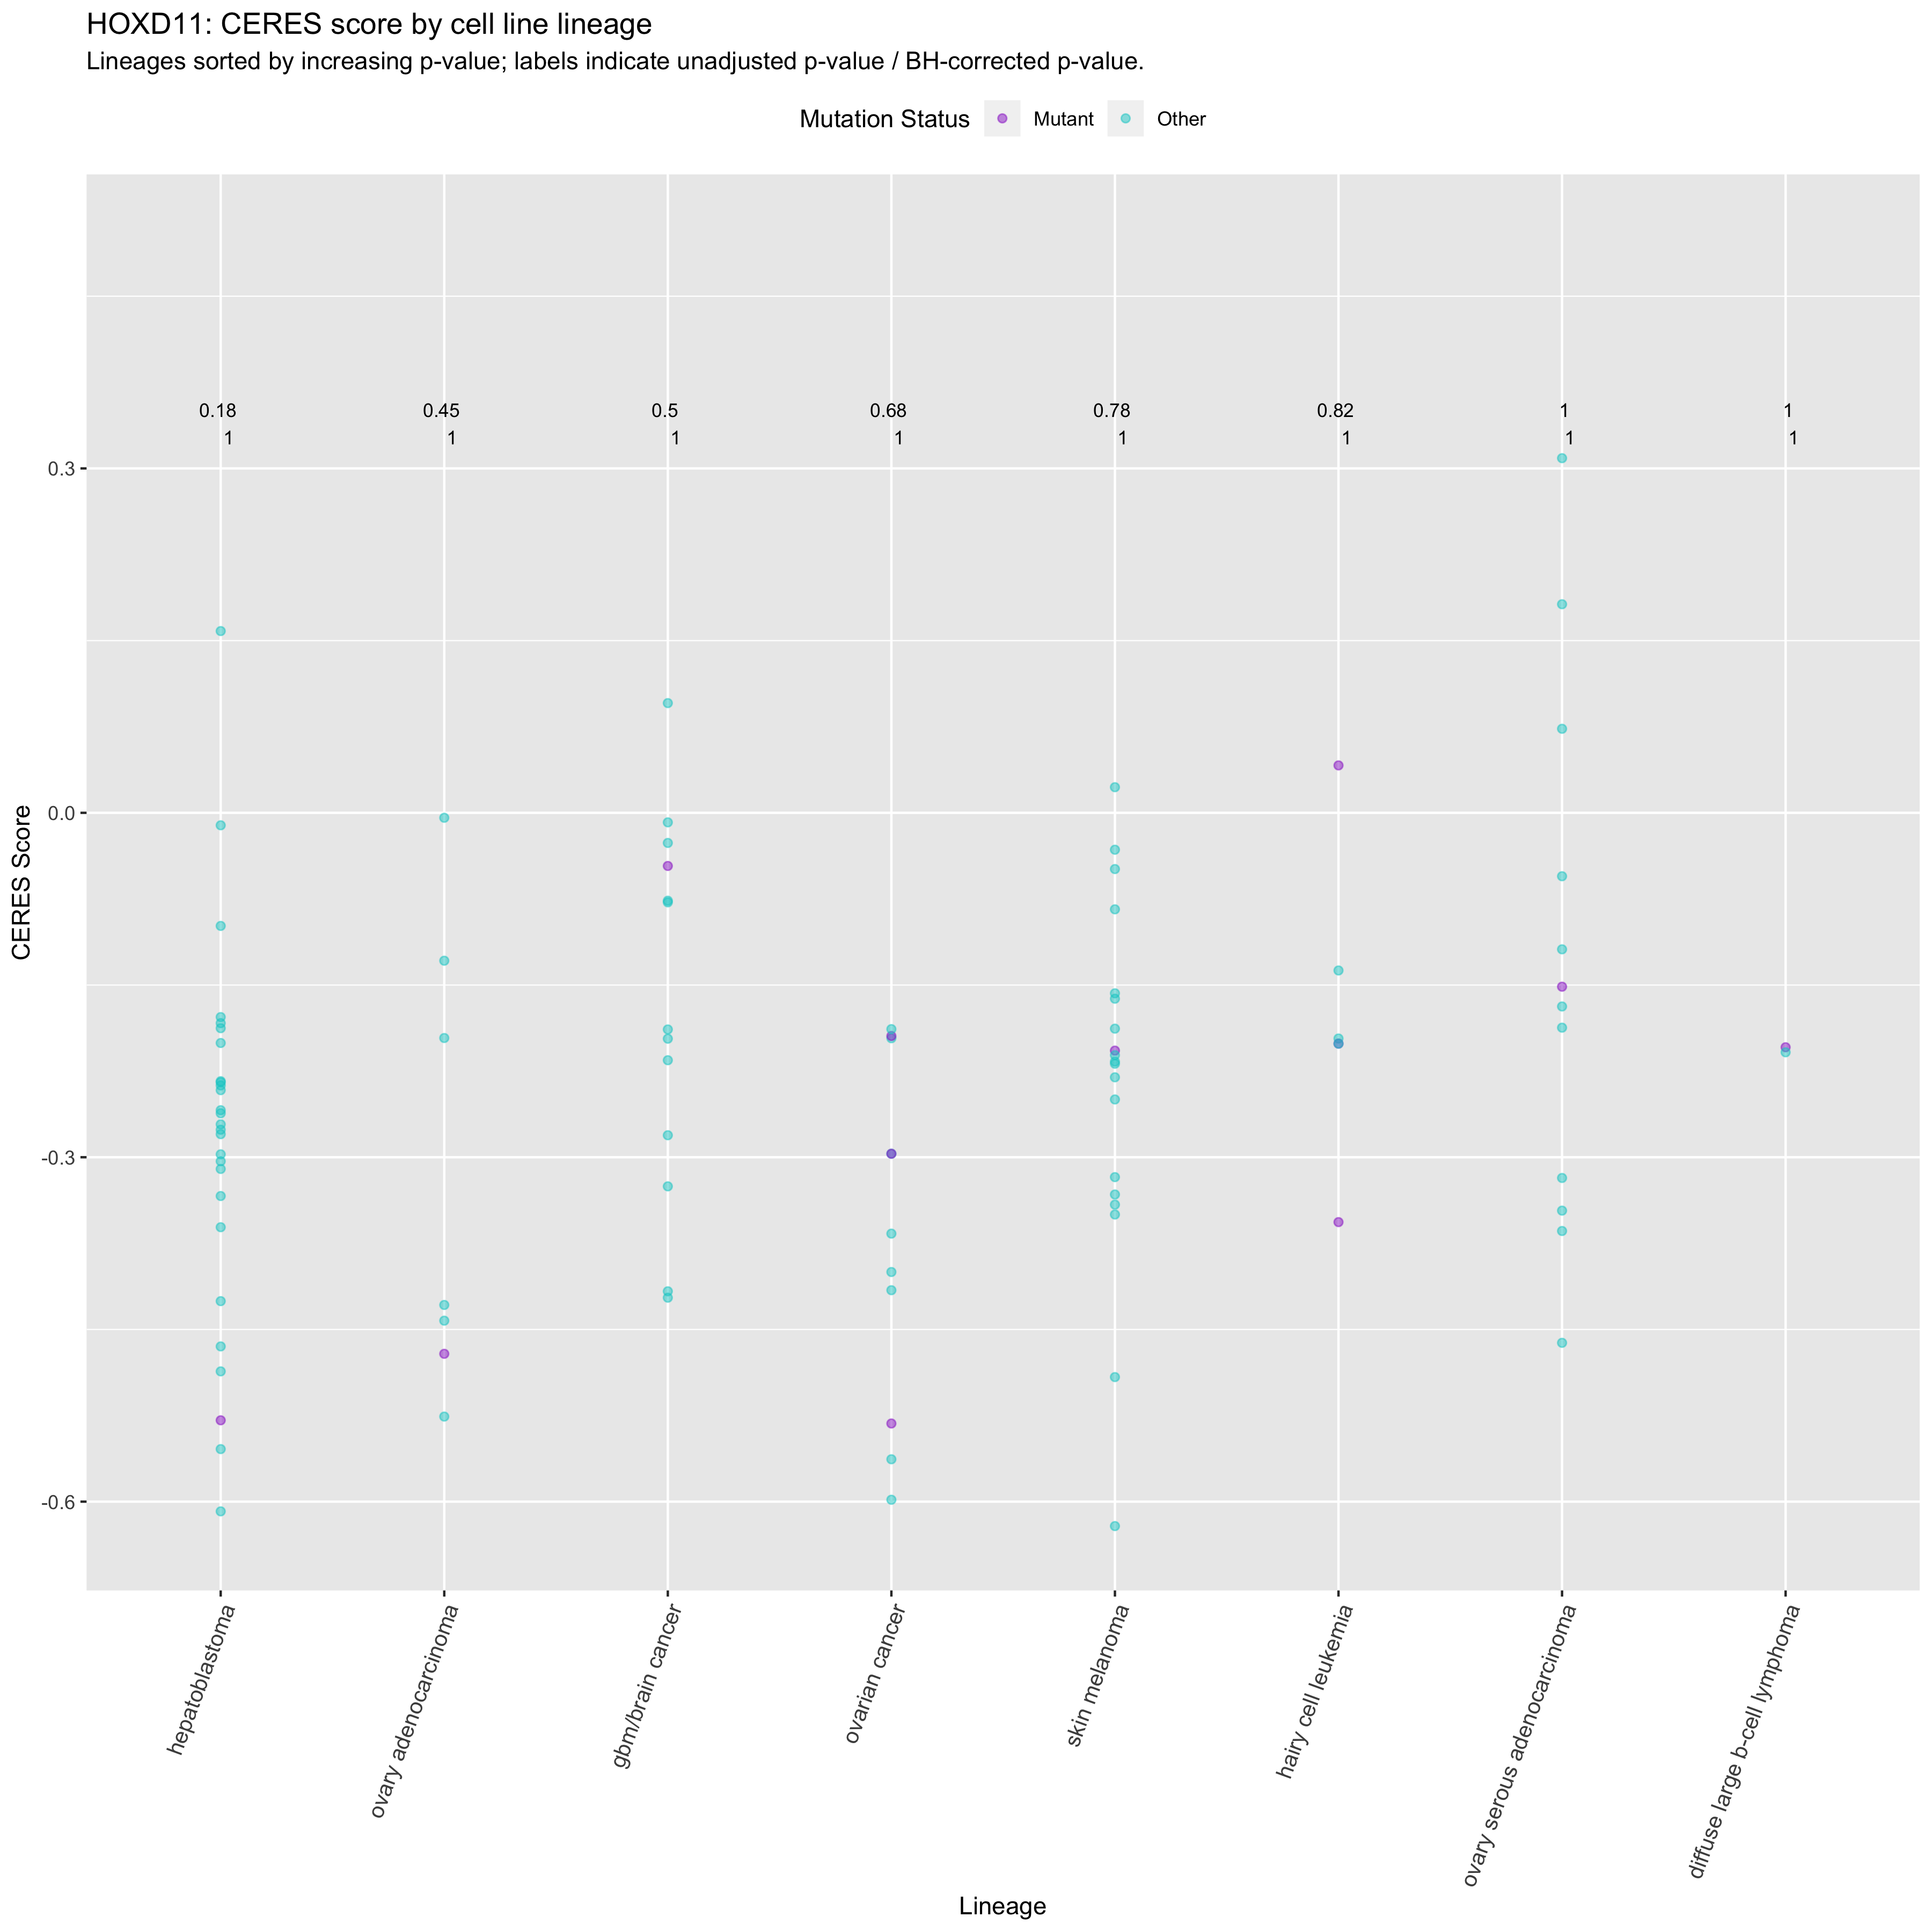 HOXD11: CERES score by cell line lineage
Lineages sorted by increasing p-value; labels indicate unadjusted p-value / BH-corrected p-value.
Mutation Status Mutant Other
0.18 0.45 0.5 0.68 0.78 0.82 1 1
1 1 1 1 1 1 1 1
0.3
0.0
-0.3
-0.6
CERES Score
hepatoblastoma
ovary adenocarcinoma
gbm/brain cancer
ovarian cancer
skin melanoma
hairy cell leukemia
ovary serous adenocarcinoma
diffuse large b-cell lymphoma
Lineage